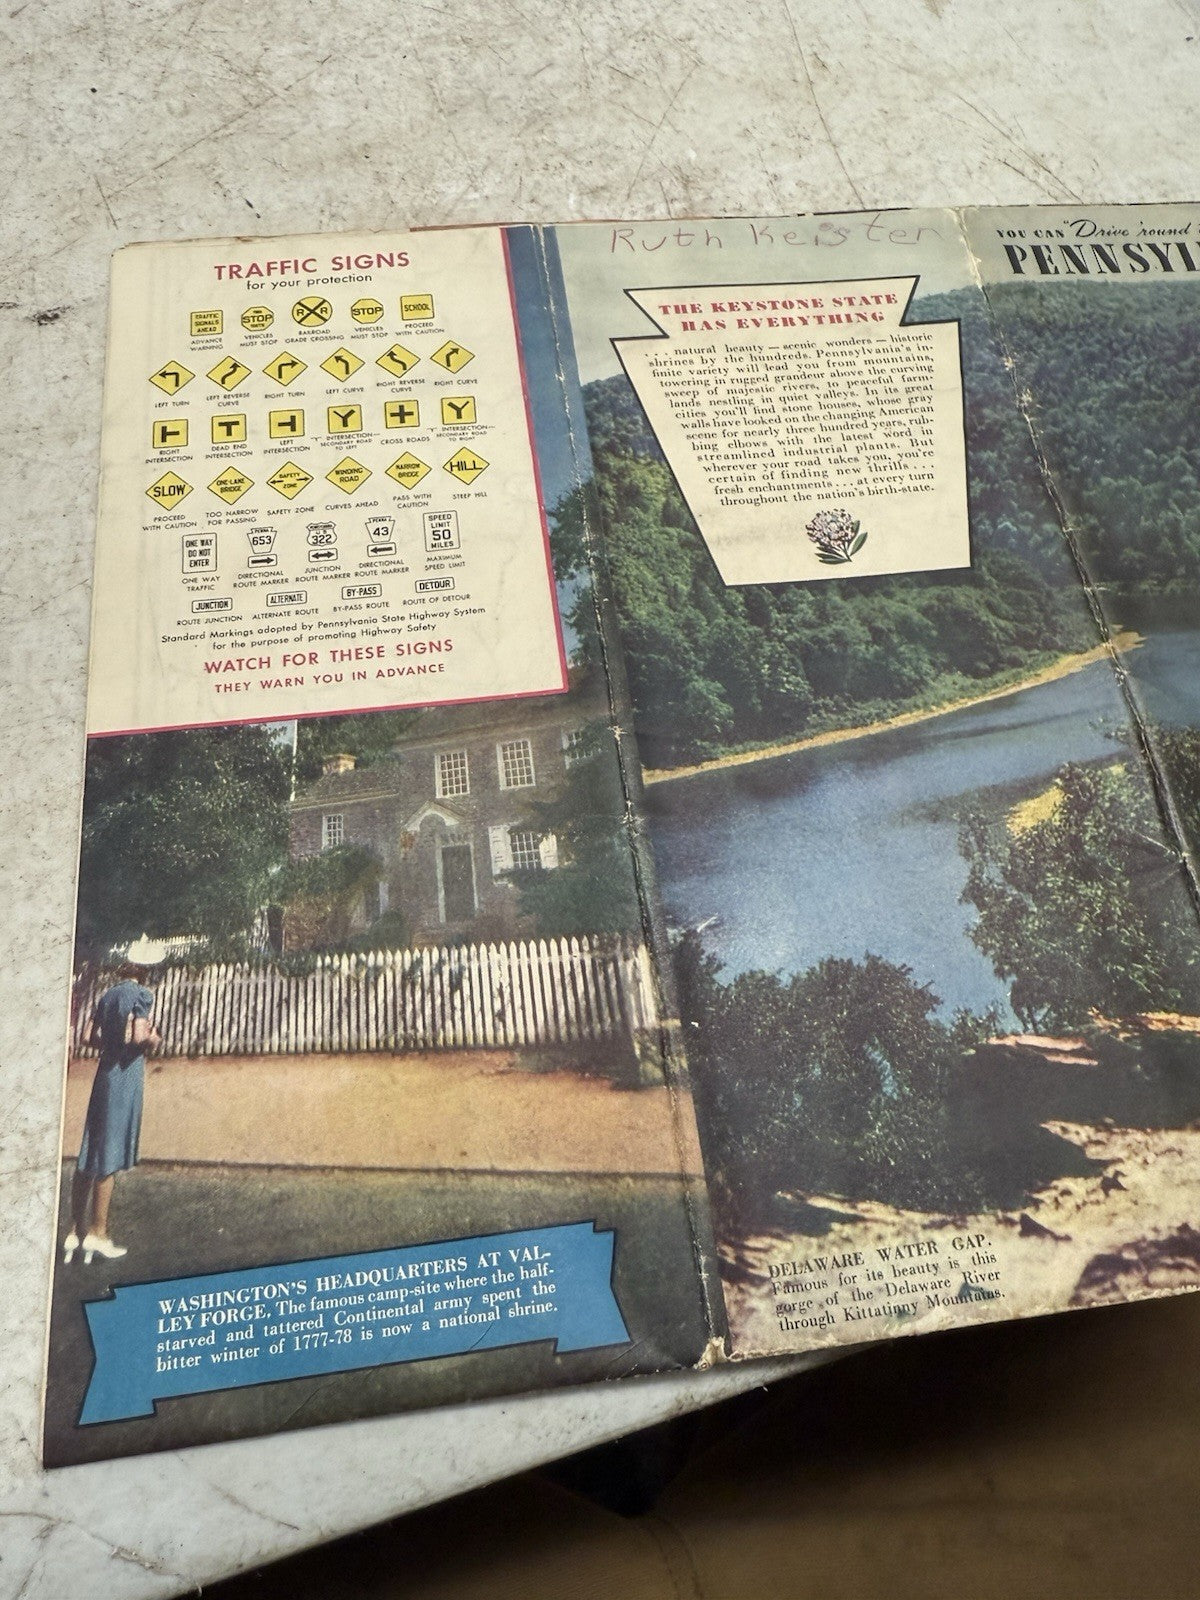 TRAFFIC SIGNS
for your protection
TRAFFIC SIGNALS AHEAD
STOP
R R
STOP
SCHOOL
ADVANCE WARNING
VEHICLES MUST STOP
RAILROAD GRADE CROSSING
VEHICLES MUST STOP
PROCEED WITH CAUTION
LEFT TURN
LEFT REVERSE CURVE
RIGHT TURN
LEFT CURVE
RIGHT REVERSE CURVE
RIGHT CURVE
RIGHT INTERSECTION
DEAD END INTERSECTION
LEFT INTERSECTION
"Y" INTERSECTION—SECONDARY ROAD TO LEFT
CROSS ROADS
"Y" INTERSECTION—SECONDARY ROAD TO RIGHT
SLOW
ONE-LANE BRIDGE
SAFETY ZONE
WINDING ROAD
NARROW BRIDGE
HILL
PROCEED WITH CAUTION
TOO NARROW FOR PASSING
SAFETY ZONE
CURVES AHEAD
PASS WITH CAUTION
STEEP HILL
ONE WAY DO NOT ENTER
PENNA 653
PENNSYLVANIA U S 322
PENNA 43
SPEED LIMIT 50 MILES
ONE WAY TRAFFIC
DIRECTIONAL ROUTE MARKER
JUNCTION ROUTE MARKER
DIRECTIONAL ROUTE MARKER
MAXIMUM SPEED LIMIT
JUNCTION
ALTERNATE
BY-PASS
DETOUR
ROUTE JUNCTION
ALTERNATE ROUTE
BY-PASS ROUTE
ROUTE OF DETOUR
Standard Markings adopted by Pennsylvania State Highway System
for the purpose of promoting Highway Safety
WATCH FOR THESE SIGNS
THEY WARN YOU IN ADVANCE
WASHINGTON'S HEADQUARTERS AT VAL-
LEY FORGE. The famous camp-site where the half-
starved and tattered Continental army spent the
bitter winter of 1777-78 is now a national shrine.
Ruth Keisten
THE KEYSTONE STATE
HAS EVERYTHING
. . . natural beauty — scenic wonders — historic
shrines by the hundreds. Pennsylvania's in-
finite variety will lead you from mountains,
towering in rugged grandeur above the curving
sweep of majestic rivers, to peaceful farm-
lands nestling in quiet valleys. In its great
cities you'll find stone houses, whose gray
walls have looked on the changing American
scene for nearly three hundred years, rub-
bing elbows with the latest word in
streamlined industrial plants. But
wherever your road takes you, you're
certain of finding new thrills . . .
fresh enchantments . . . at every turn
throughout the nation's birth-state.
DELAWARE WATER GAP.
Famous for its beauty is this
gorge of the Delaware River
through Kittatinny Mountains.
YOU CAN "Drive 'round
PENNSYL